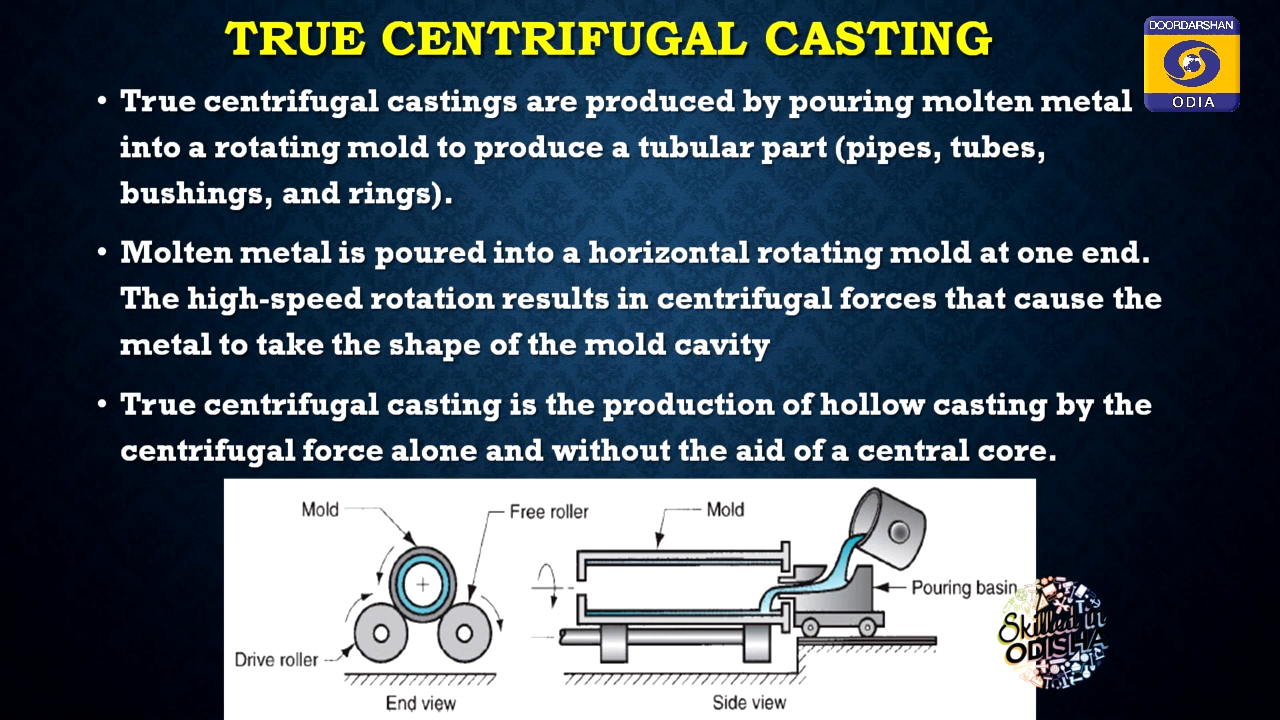 TRUE CENTRIFUGAL CASTING
DOORDARSHAN
ODIA
• True centrifugal castings are produced by pouring molten metal
into a rotating mold to produce a tubular part (pipes, tubes,
bushings, and rings).
• Molten metal is poured into a horizontal rotating mold at one end.
The high-speed rotation results in centrifugal forces that cause the
metal to take the shape of the mold cavity
• True centrifugal casting is the production of hollow casting by the
centrifugal force alone and without the aid of a central core.
Mold
Free roller
Mold
Pouring basin
Drive roller
End view
Side view
Skilled in
ODISHA